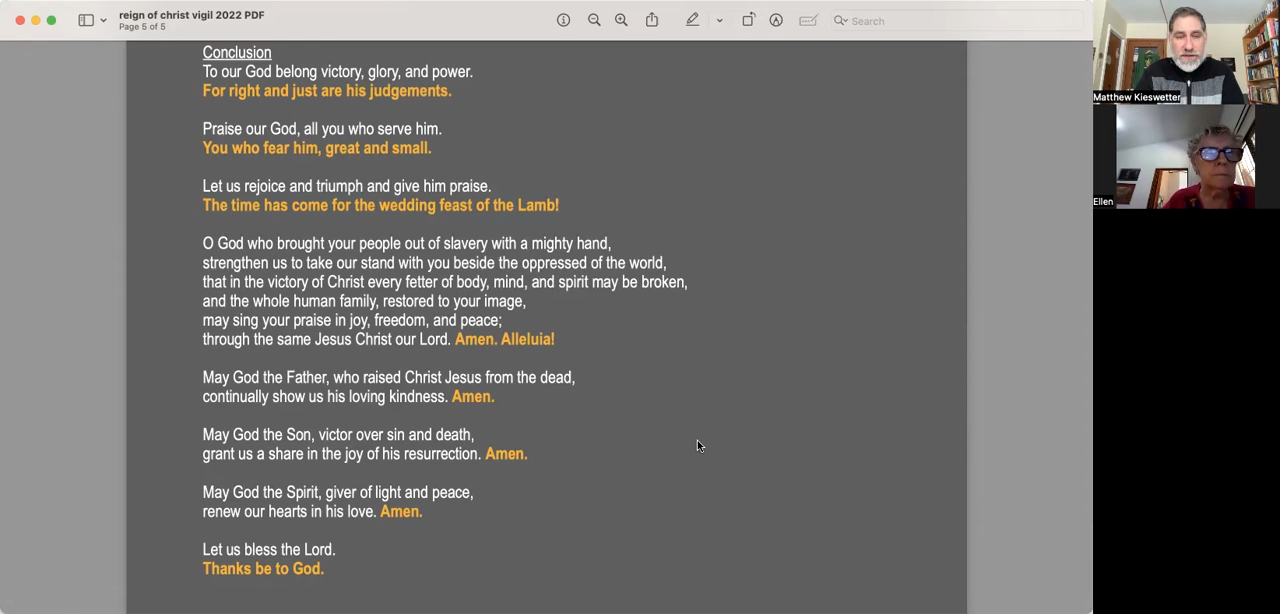 reign of christ vigil 2022 PDF
Page 5 of 5
Search
Conclusion
To our God belong victory, glory, and power.
For right and just are his judgements.
Praise our God, all you who serve him.
You who fear him, great and small.
Let us rejoice and triumph and give him praise.
The time has come for the wedding feast of the Lamb!
O God who brought your people out of slavery with a mighty hand,
strengthen us to take our stand with you beside the oppressed of the world,
that in the victory of Christ every fetter of body, mind, and spirit may be broken,
and the whole human family, restored to your image,
may sing your praise in joy, freedom, and peace;
through the same Jesus Christ our Lord. Amen. Alleluia!
May God the Father, who raised Christ Jesus from the dead,
continually show us his loving kindness. Amen.
May God the Son, victor over sin and death,
grant us a share in the joy of his resurrection. Amen.
May God the Spirit, giver of light and peace,
renew our hearts in his love. Amen.
Let us bless the Lord.
Thanks be to God.
Matthew Kieswetter
Ellen